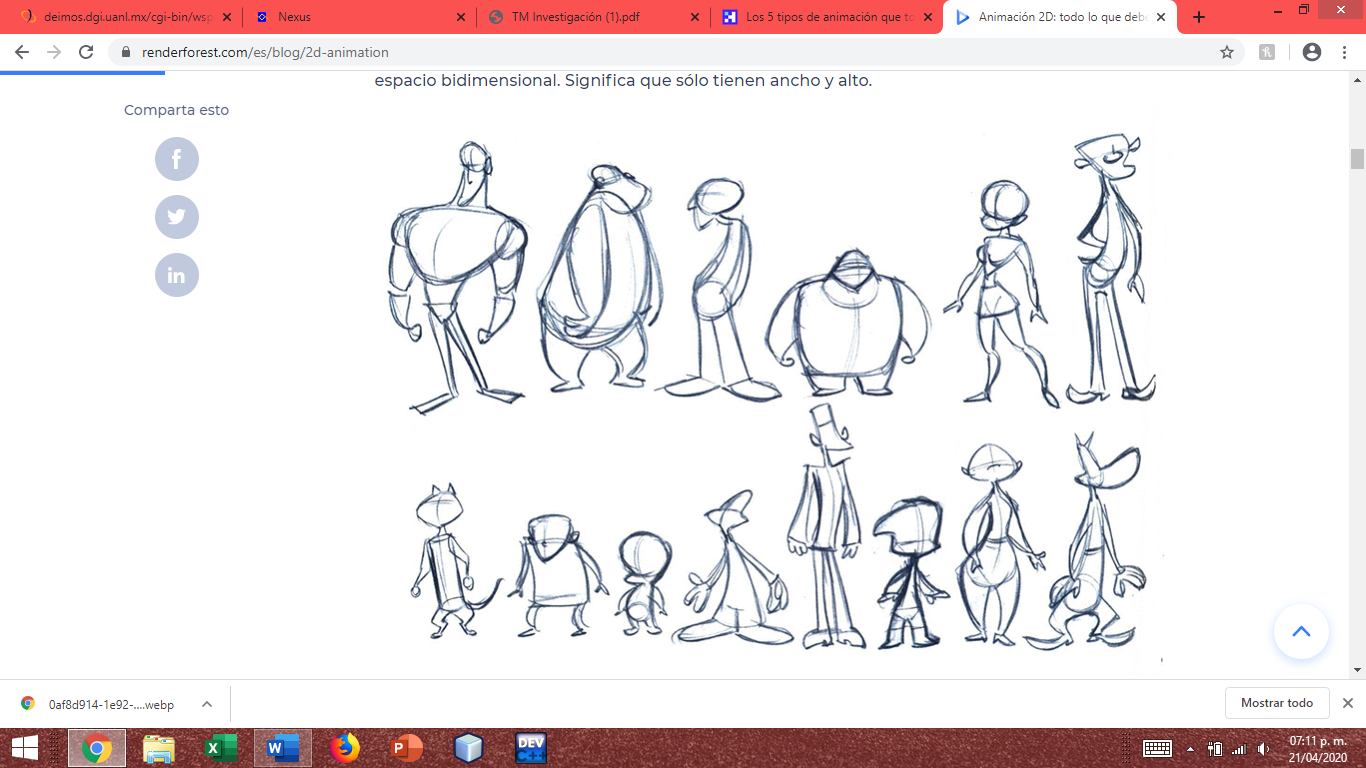 deimos.dgi.uanl.mx/cgi-bin/wsp
Nexus
TM Investigación (1).pdf
Los 5 tipos de animación que to
Animación 2D: todo lo que debe
renderforest.com/es/blog/2d-animation
espacio bidimensional. Significa que sólo tienen ancho y alto.
Comparta esto
0af8d914-1e92-....webp
Mostrar todo
DEV
C++
07:11 p. m.
21/04/2020